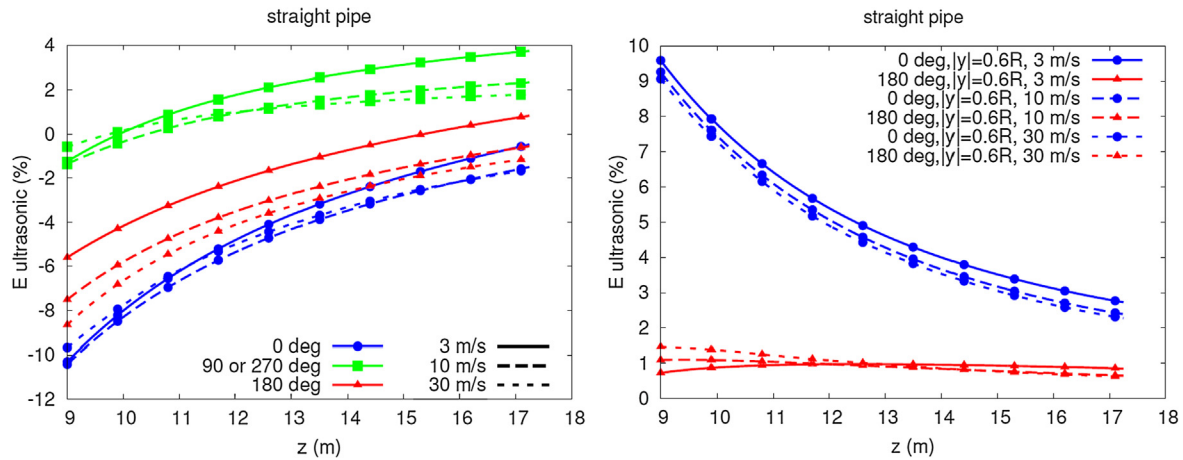 straight pipe
E ultrasonic (%)
4
2
0
-2
-4
-6
-8
-10
-12
0 deg
90 or 270 deg
180 deg
3 m/s
10 m/s
30 m/s
9 10 11 12 13 14 15 16 17 18
z (m)
straight pipe
E ultrasonic (%)
10
9
8
7
6
5
4
3
2
1
0
0 deg,|y|=0.6R, 3 m/s
180 deg,|y|=0.6R, 3 m/s
0 deg,|y|=0.6R, 10 m/s
180 deg,|y|=0.6R, 10 m/s
0 deg,|y|=0.6R, 30 m/s
180 deg,|y|=0.6R, 30 m/s
9 10 11 12 13 14 15 16 17 18
z (m)